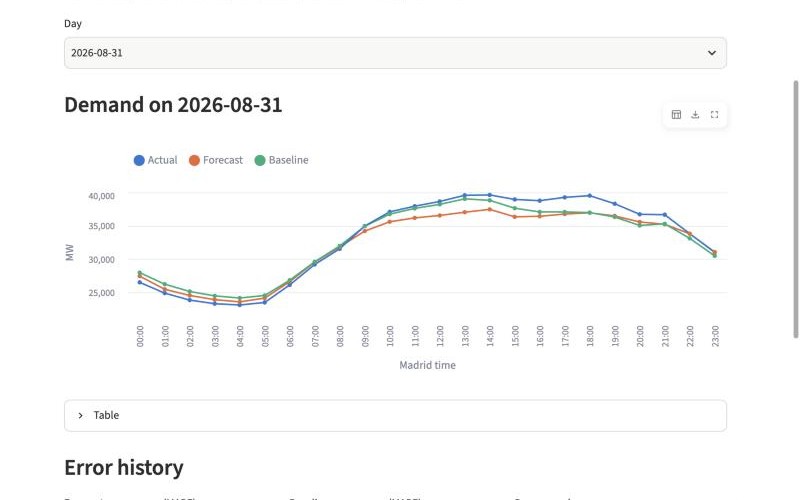 Day
2026-08-31
Demand on 2026-08-31
Actual Forecast Baseline
40,000
35,000
30,000
25,000
MW
00:00 01:00 02:00 03:00 04:00 05:00 06:00 07:00 08:00 09:00 10:00 11:00 12:00 13:00 14:00 15:00 16:00 17:00 18:00 19:00 20:00 21:00 22:00 23:00
Madrid time
Table
Error history